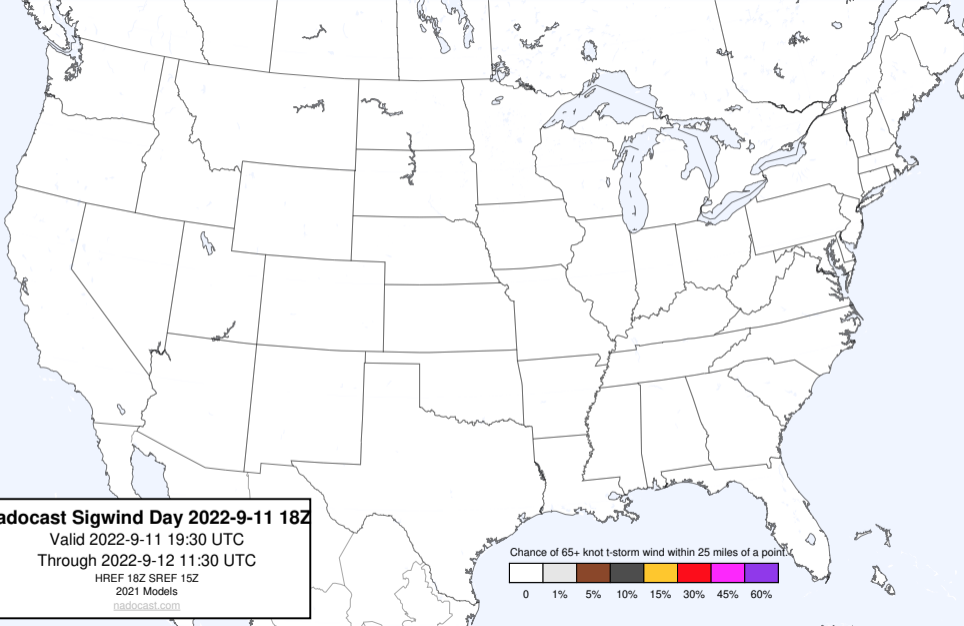 adocast Sigwind Day 2022-9-11 18Z
Valid 2022-9-11 19:30 UTC
Through 2022-9-12 11:30 UTC
HREF 18Z SREF 15Z
2021 Models
nadocast.com
Chance of 65+ knot t-storm wind within 25 miles of a point.
0 1% 5% 10% 15% 30% 45% 60%